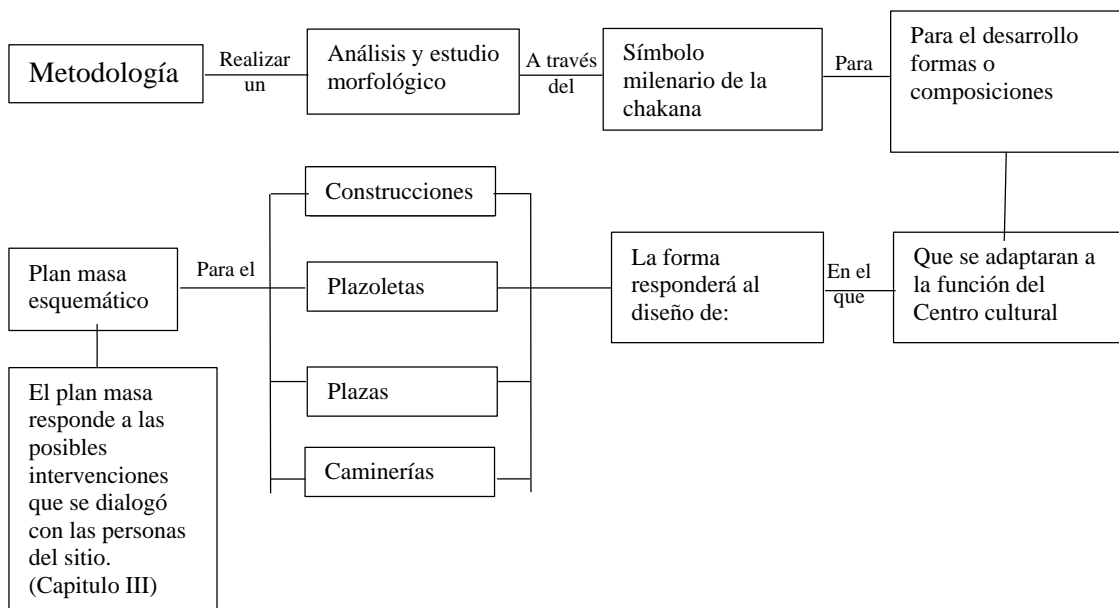 Metodología
Realizar
un
Análisis y estudio
morfológico
A través
del
Símbolo
milenario de la
chakana
Para
Para el desarrollo
formas o
composiciones
Que se adaptaran a
la función del
Centro cultural
En el
que
La forma
responderá al
diseño de:
Construcciones
Plazoletas
Plazas
Caminerías
Para el
Plan masa
esquemático
El plan masa
responde a las
posibles
intervenciones
que se dialogó
con las personas
del sitio.
(Capitulo III)